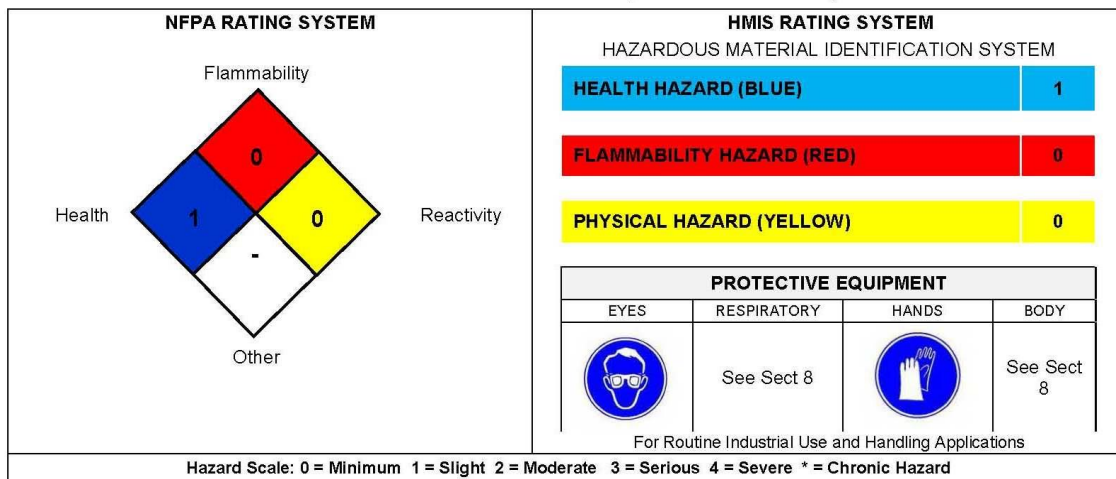 NFPA RATING SYSTEM
Flammability
0
Health
1
0
Reactivity
-
Other
HMIS RATING SYSTEM
HAZARDOUS MATERIAL IDENTIFICATION SYSTEM
HEALTH HAZARD (BLUE) 1
FLAMMABILITY HAZARD (RED) 0
PHYSICAL HAZARD (YELLOW) 0
PROTECTIVE EQUIPMENT
EYES RESPIRATORY HANDS BODY
See Sect 8
See Sect
8
For Routine Industrial Use and Handling Applications
Hazard Scale: 0 = Minimum 1 = Slight 2 = Moderate 3 = Serious 4 = Severe * = Chronic Hazard